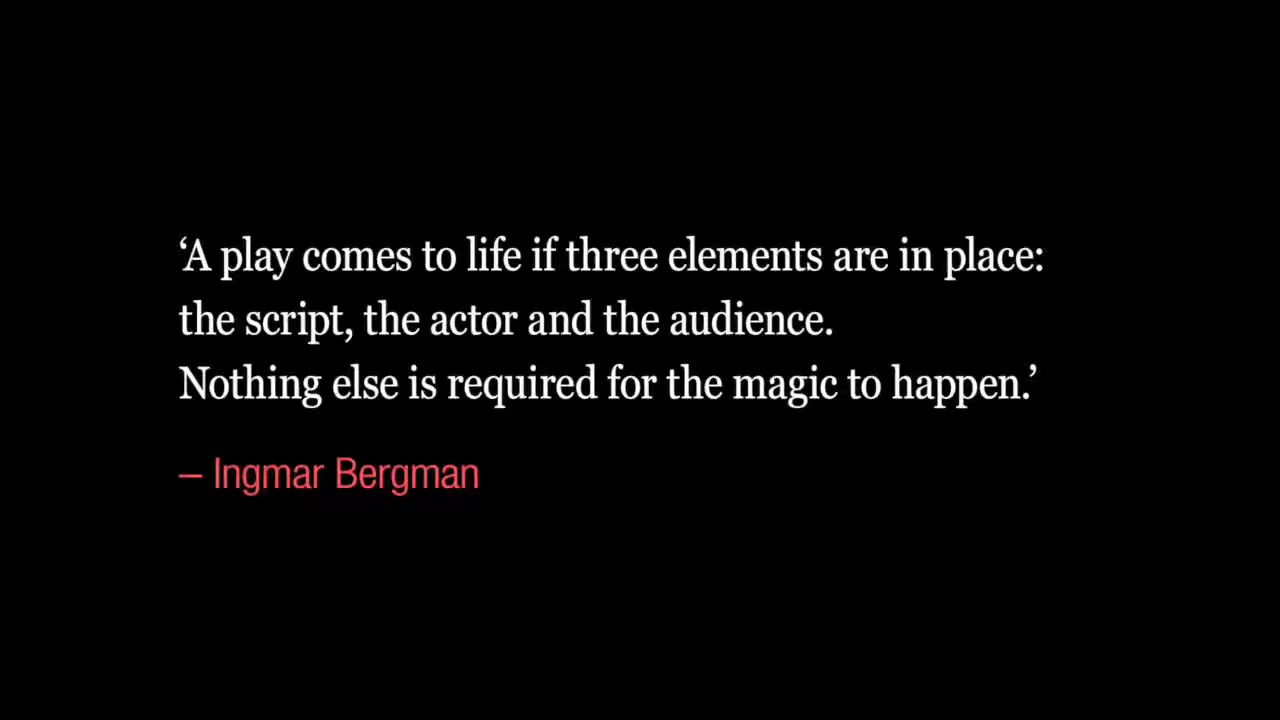 ‘A play comes to life if three elements are in place:
the script, the actor and the audience.
Nothing else is required for the magic to happen.’
– Ingmar Bergman